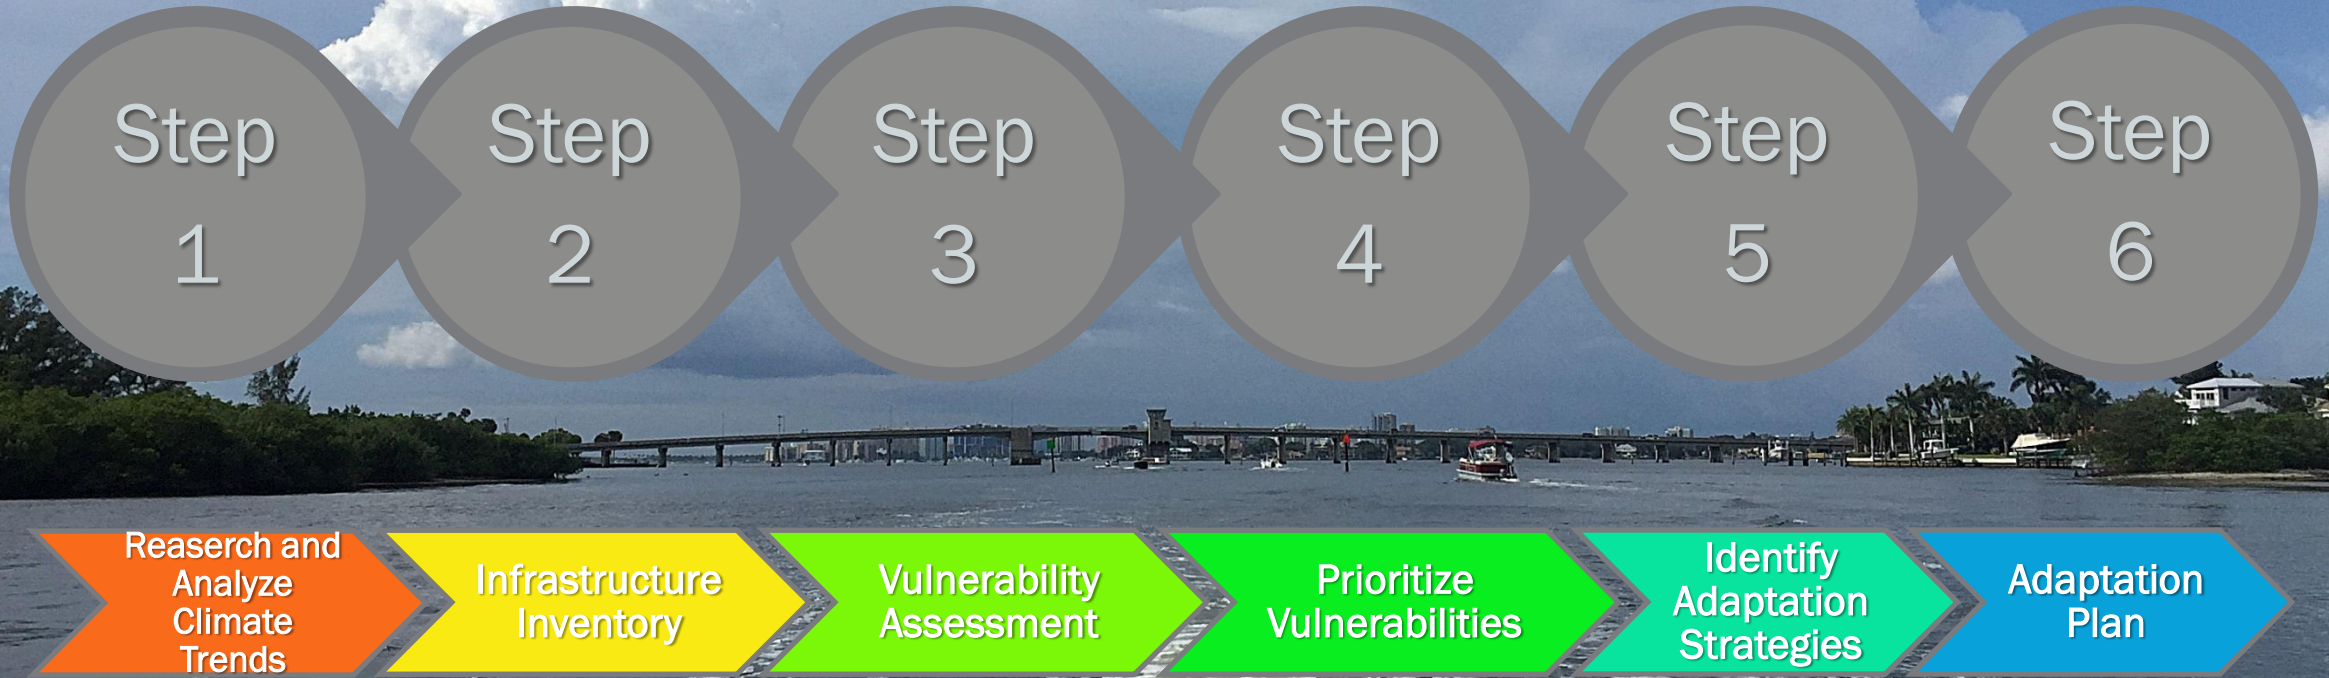 Step
1
Step
2
Step
3
Step
4
Step
5
Step
6
Reaserch and
Analyze
Climate
Trends
Infrastructure
Inventory
Vulnerability
Assessment
Prioritize
Vulnerabilities
Identify
Adaptation
Strategies
Adaptation
Plan